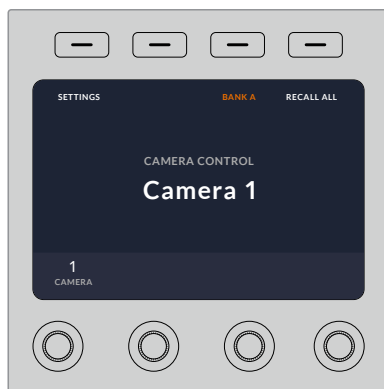 SETTINGS BANK A RECALL ALL
CAMERA CONTROL
Camera 1
1
CAMERA